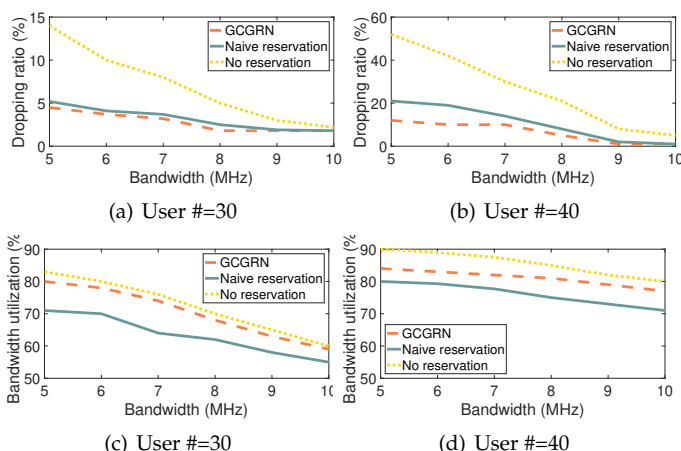 Dropping ratio (%)
15
10
5
0
GCGRN
Naive reservation
No reservation
5 6 7 8 9 10
Bandwidth (MHz)
(a) User #=30
Dropping ratio (%)
60
40
20
0
GCGRN
Naive reservation
No reservation
5 6 7 8 9 10
Bandwidth (MHz)
(b) User #=40
Bandwidth utilization (%
90
80
70
60
50
GCGRN
Naive reservation
No reservation
5 6 7 8 9 10
Bandwidth (MHz)
(c) User #=30
Bandwidth utilization (%
90
80
70
60
50
GCGRN
Naive reservation
No reservation
5 6 7 8 9 10
Bandwidth (MHz)
(d) User #=40